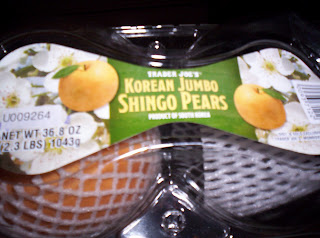 TRADER JOE'S
KOREAN JUMBO
SHINGO PEARS
PRODUCT OF SOUTH KOREA
U009264
NET WT 36.8 OZ
(2.3 LBS) 1043g